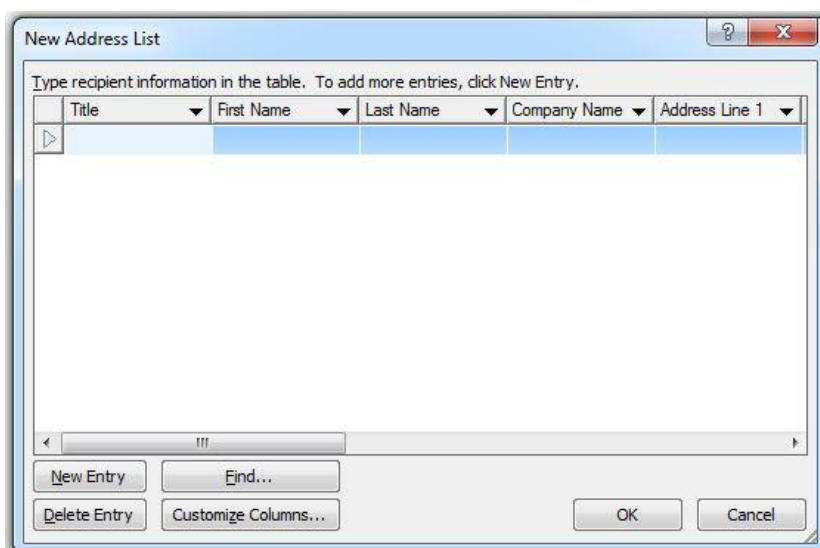 New Address List
?
X
Type recipient information in the table. To add more entries, click New Entry.
Title First Name Last Name Company Name Address Line 1
New Entry Find...
Delete Entry Customize Columns... OK Cancel